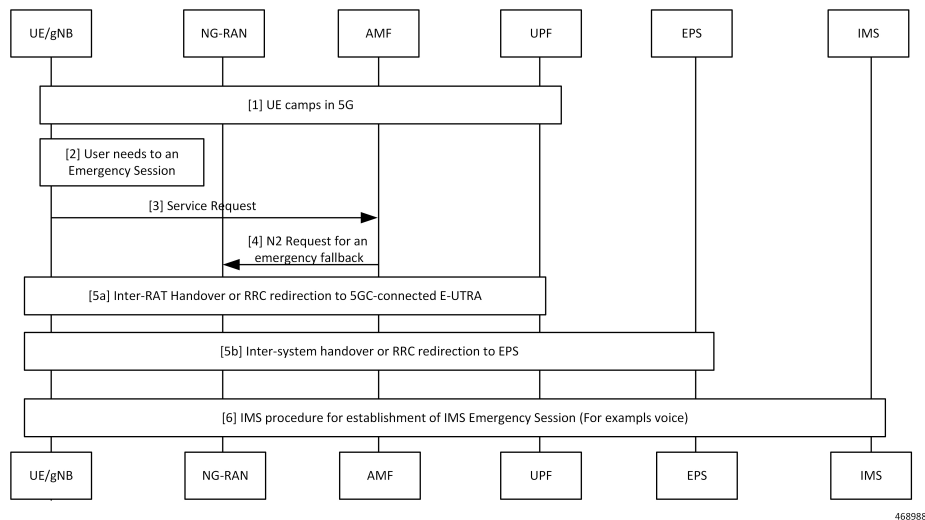 UE/gNB
NG-RAN
AMF
UPF
EPS
IMS
[1] UE camps in 5G
[2] User needs to an
Emergency Session
[3] Service Request
[4] N2 Request for an
emergency fallback
[5a] Inter-RAT Handover or RRC redirection to 5GC-connected E-UTRA
[5b] Inter-system handover or RRC redirection to EPS
[6] IMS procedure for establishment of IMS Emergency Session (For exampls voice)
UE/gNB
NG-RAN
AMF
UPF
EPS
IMS
468988